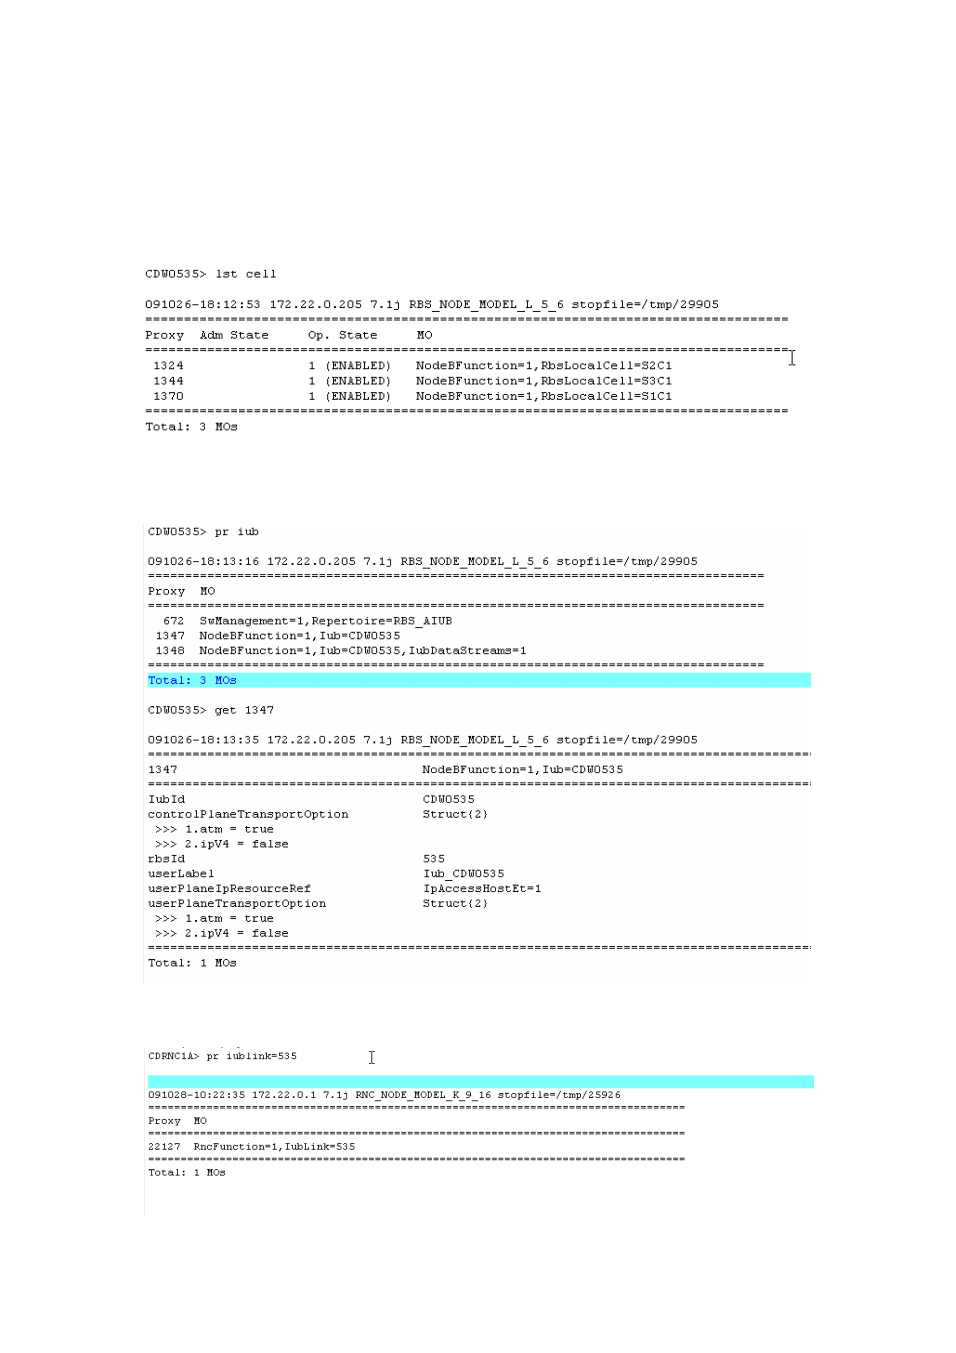 CDW0535> lst cell
091026-18:12:53 172.22.0.205 7.1j RBS_NODE_MODEL_L_5_6 stopfile=/tmp/29905
===================================================================================
Proxy  Adm State     Op. State     MO
===================================================================================
1324               1 (ENABLED)   NodeBFunction=1,RbsLocalCell=S2C1
1344               1 (ENABLED)   NodeBFunction=1,RbsLocalCell=S3C1
1370               1 (ENABLED)   NodeBFunction=1,RbsLocalCell=S1C1
===================================================================================
Total: 3 MOs
CDW0535> pr iub
091026-18:13:16 172.22.0.205 7.1j RBS_NODE_MODEL_L_5_6 stopfile=/tmp/29905
===================================================================================
Proxy  MO
===================================================================================
672  SwManagement=1,Repertoire=RBS_AIUB
1347  NodeBFunction=1,Iub=CDW0535
1348  NodeBFunction=1,Iub=CDW0535,IubDataStreams=1
===================================================================================
Total: 3 MOs
CDW0535> get 1347
091026-18:13:35 172.22.0.205 7.1j RBS_NODE_MODEL_L_5_6 stopfile=/tmp/29905
===================================================================================
1347                                 NodeBFunction=1,Iub=CDW0535
===================================================================================
IubId                                CDW0535
controlPlaneTransportOption          Struct{2}
>>> 1.atm = true
>>> 2.ipV4 = false
rbsId                                535
userLabel                            Iub_CDW0535
userPlaneIpResourceRef               IpAccessHostEt=1
userPlaneTransportOption             Struct{2}
>>> 1.atm = true
>>> 2.ipV4 = false
===================================================================================
Total: 1 MOs
CDRNC1A> pr iublink=535
091028-10:22:35 172.22.0.1 7.1j RNC_NODE_MODEL_K_9_16 stopfile=/tmp/25926
===================================================================================
Proxy  MO
===================================================================================
22127  RncFunction=1,IubLink=535
===================================================================================
Total: 1 MOs